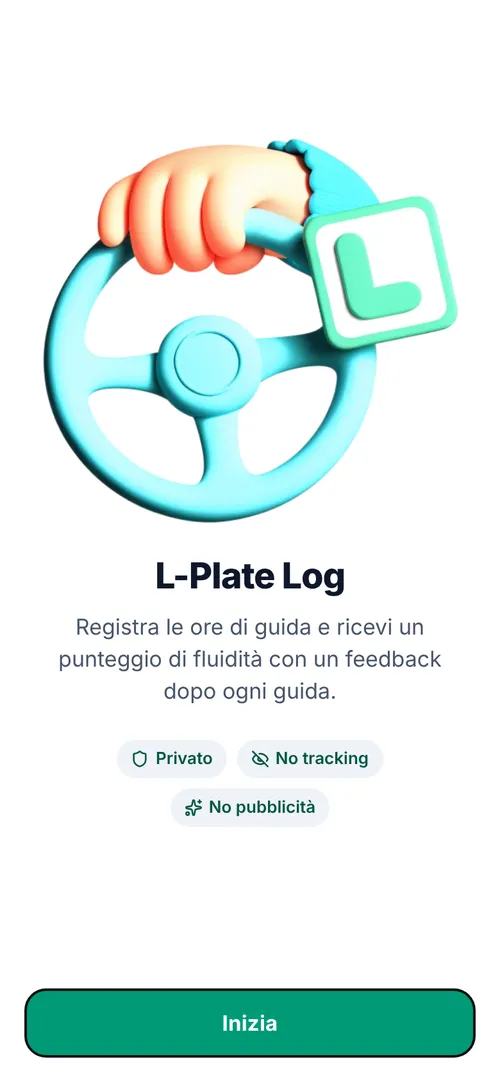 L
L-Plate Log
Registra le ore di guida e ricevi un
punteggio di fluidità con un feedback
dopo ogni guida.
Privato
No tracking
No pubblicità
Inizia